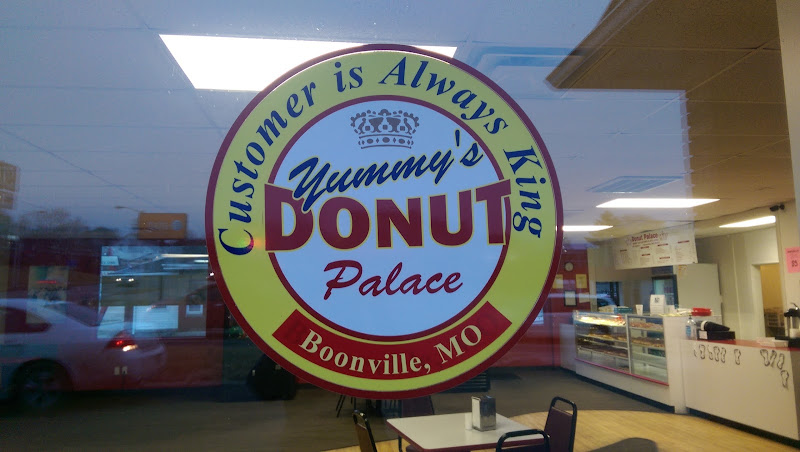 Customer is Always King
Yummy's
DONUT
Palace
Boonville, MO
Donut Palace